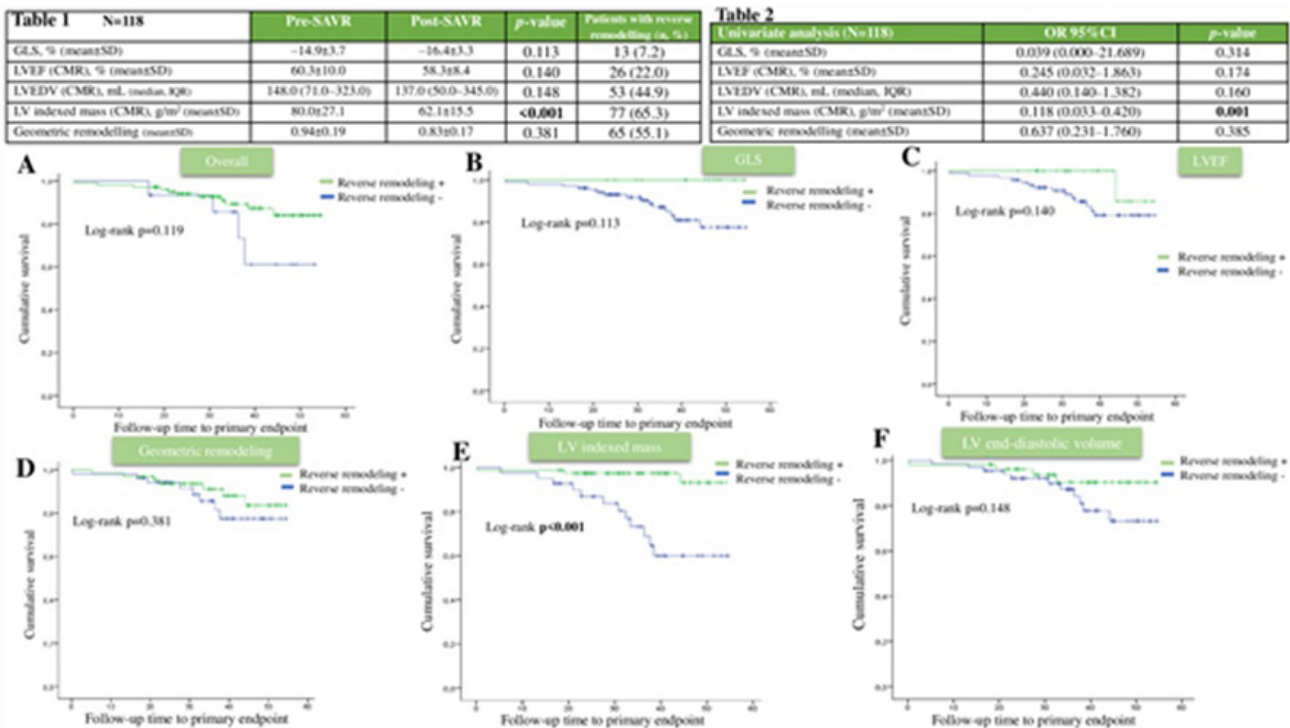 Table 1 N=118 Pre-SAVR Post-SAVR p-value Patients with reverse remodelling (n, %)
GLS, % (mean±SD) –14.9±3.7 –16.4±3.3 0.113 13 (7.2)
LVEF (CMR), % (mean±SD) 60.3±10.0 58.3±8.4 0.140 26 (22.0)
LVEDV (CMR), mL (median, IQR) 148.0 (71.0–323.0) 137.0 (50.0–345.0) 0.148 53 (44.9)
LV indexed mass (CMR), g/m² (mean±SD) 80.0±27.1 62.1±15.5 <0.001 77 (65.3)
Geometric remodelling (mean±SD) 0.94±0.19 0.83±0.17 0.381 65 (55.1)
Table 2
Univariate analysis (N=118) OR 95%CI p-value
GLS, % (mean±SD) 0.039 (0.000–21.689) 0.314
LVEF (CMR), % (mean±SD) 0.245 (0.032–1.863) 0.174
LVEDV (CMR), mL (median, IQR) 0.440 (0.140–1.382) 0.160
LV indexed mass (CMR), g/m² (mean±SD) 0.118 (0.033–0.420) 0.001
Geometric remodelling (mean±SD) 0.637 (0.231–1.760) 0.385
A
Overall
Reverse remodeling +
Reverse remodeling -
Log-rank p=0.119
Cumulative survival
Follow-up time to primary endpoint
B
GLS
Reverse remodeling +
Reverse remodeling -
Log-rank p=0.113
Cumulative survival
Follow-up time to primary endpoint
C
LVEF
Log-rank p=0.140
Reverse remodeling +
Reverse remodeling -
Cumulative survival
Follow-up time to primary endpoint
D
Geometric remodeling
Reverse remodeling +
Reverse remodeling -
Log-rank p=0.381
Cumulative survival
Follow-up time to primary endpoint
E
LV indexed mass
Reverse remodeling +
Reverse remodeling -
Log-rank p<0.001
Cumulative survival
Follow-up time to primary endpoint
F
LV end-diastolic volume
Reverse remodeling +
Reverse remodeling -
Log-rank p=0.148
Cumulative survival
Follow-up time to primary endpoint